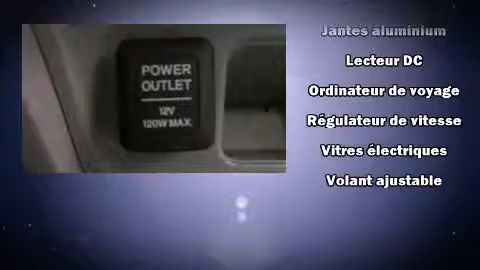 POWER
OUTLET
12V
120W MAX.
Jantes aluminium
Lecteur DC
Ordinateur de voyage
Régulateur de vitesse
Vitres électriques
Volant ajustable